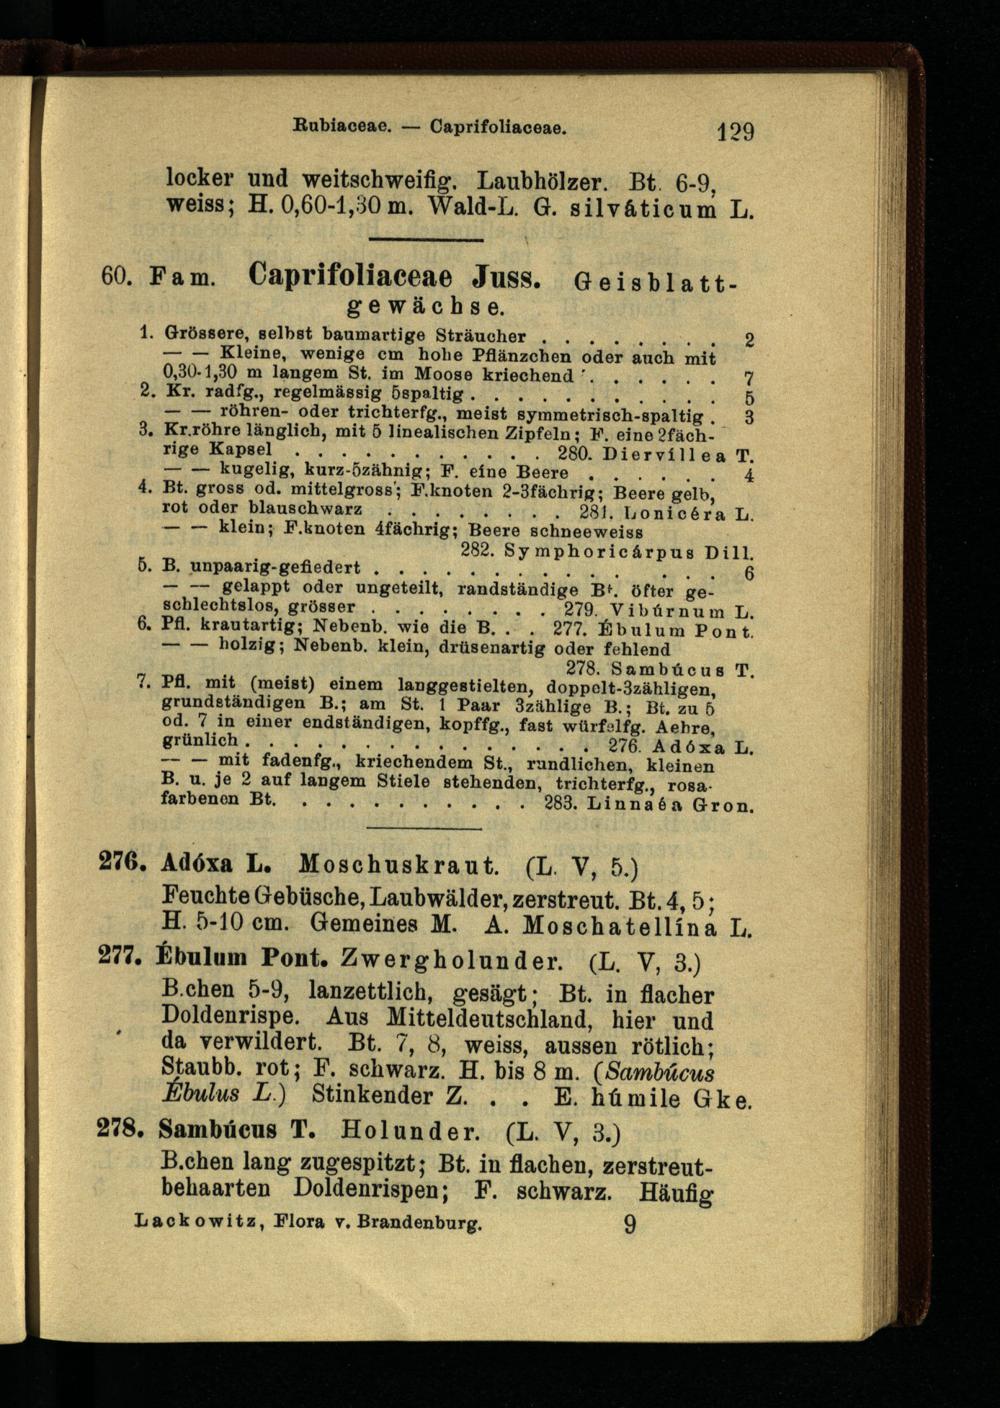 Rubiaceae. — Caprifoliaceae. 129
locker und weitschweifig. Laubhölzer. Bt. 6-9,
weiss; H. 0,60-1,30 m. Wald-L. G. silváticum L.
60. Fam. Caprifoliaceae Juss. Geisblatt-
gewächse.
1. Grössere, selbst baumartige Sträucher . . . . . . . . 2
— — Kleine, wenige cm hohe Pflänzchen oder auch mit
0,30-1,30 m langem St. im Moose kriechend . . . . . . 7
2. Kr. radfg., regelmässig 5spaltig . . . . . . . . . . . 5
— — röhren- oder trichterfg., meist symmetrisch-spaltig . 3
3. Kr.röhre länglich, mit 5 linealischen Zipfeln; F. eine 2fäch-
rige Kapsel . . . . . . . . . . . 280. Diervíllea T.
— — kugelig, kurz-5zähnig; F. eine Beere . . . . . . 4
4. Bt. gross od. mittelgross; F.knoten 2-3fächrig; Beere gelb,
rot oder blauschwarz . . . . . . . . 281. Lonicéra L.
— — klein; F.knoten 4fächrig; Beere schneeweiss
282. Symphoricárpus Dill.
5. B. unpaarig-gefiedert . . . . . . . . . . . . . . . 6
— — gelappt oder ungeteilt, randständige Bt. öfter ge-
schlechtslos, grösser . . . . . . . . 279. Vibúrnum L.
6. Pfl. krautartig; Nebenb. wie die B. . . 277. Ébulum Pont.
— — holzig; Nebenb. klein, drüsenartig oder fehlend
278. Sambúcus T.
7. Pfl. mit (meist) einem langgestielten, doppelt-3zähligen,
grundständigen B.; am St. 1 Paar 3zählige B.; Bt. zu 5
od. 7 in einer endständigen, kopffg., fast würfelfg. Aehre,
grünlich . . . . . . . . . . . . . . . 276. Adóxa L.
— — mit fadenfg., kriechendem St., rundlichen, kleinen
B. u. je 2 auf langem Stiele stehenden, trichterfg., rosa-
farbenen Bt. . . . . . . . . . . . 283. Linnaéa Gron.
276. Adóxa L. Moschuskraut. (L. V, 5.)
Feuchte Gebüsche, Laubwälder, zerstreut. Bt. 4, 5;
H. 5-10 cm. Gemeines M. A. Moschatellína L.
277. Ébulum Pont. Zwergholunder. (L. V, 3.)
B.chen 5-9, lanzettlich, gesägt; Bt. in flacher
Doldenrispe. Aus Mitteldeutschland, hier und
da verwildert. Bt. 7, 8, weiss, aussen rötlich;
Staubb. rot; F. schwarz. H. bis 8 m. (Sambúcus
Ébulus L.) Stinkender Z. . . E. húmile Gke.
278. Sambúcus T. Holunder. (L. V, 3.)
B.chen lang zugespitzt; Bt. in flachen, zerstreut-
behaarten Doldenrispen; F. schwarz. Häufig
Lackowitz, Flora v. Brandenburg. 9